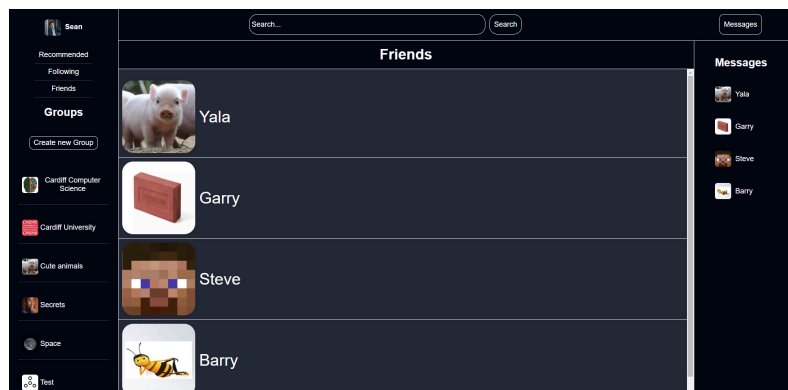 Sean
Search...
Search
Messages
Recommended
Following
Friends
Groups
Create new Group
Cardiff Computer
Science
Cardiff University
Cute animals
Secrets
Space
Test
Friends
Yala
Garry
Steve
Barry
Messages
Yala
Garry
Steve
Barry